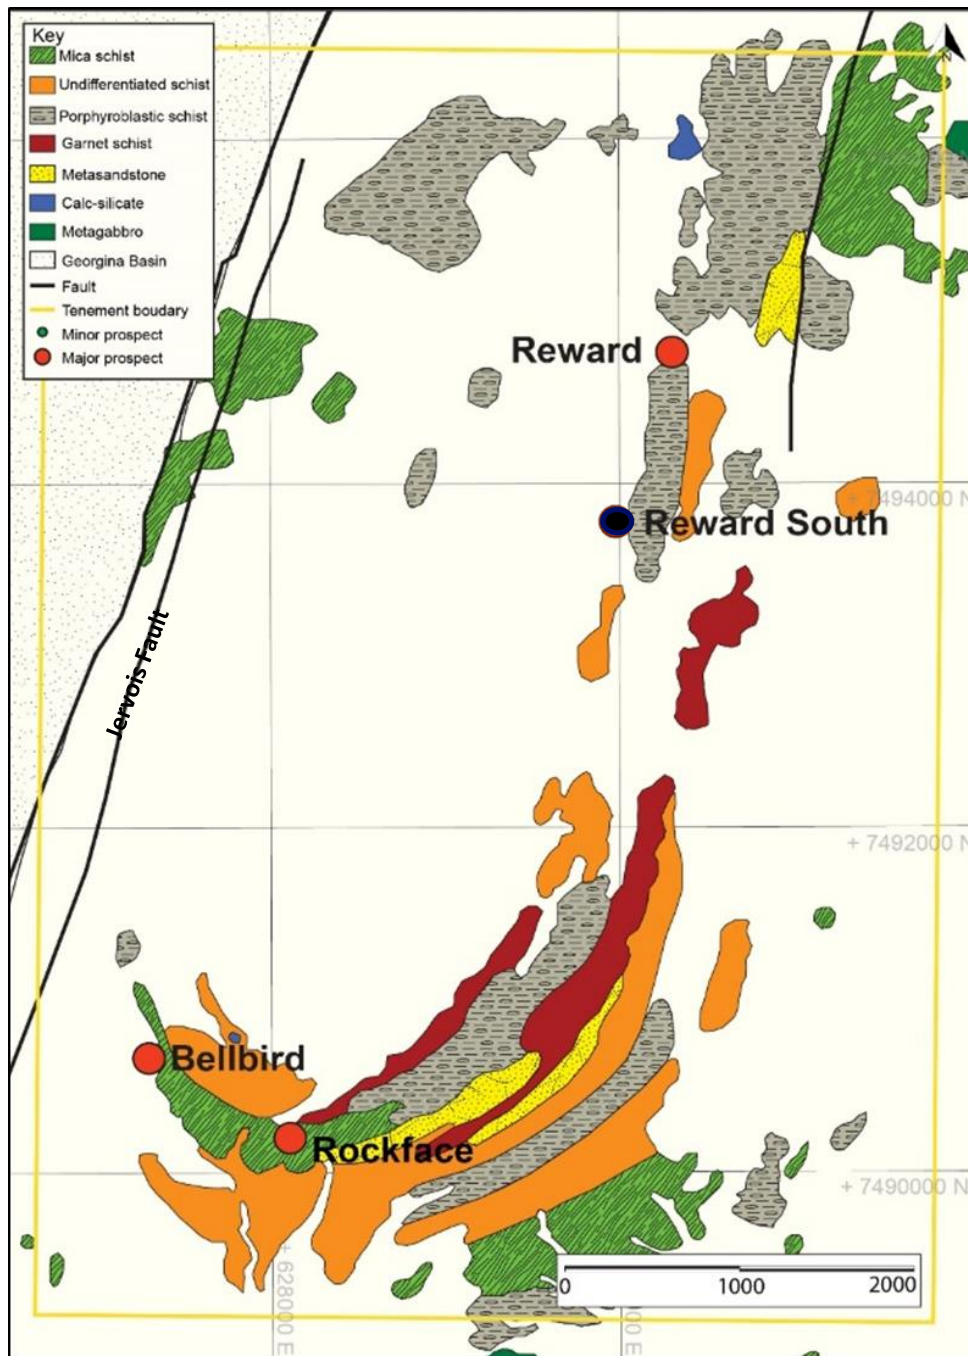 Key
Mica schist
Undifferentiated schist
Porphyroblastic schist
Garnet schist
Metasandstone
Calc-silicate
Metagabbro
Georgina Basin
Fault
Tenement boudary
Minor prospect
Major prospect
N
Reward
+ 7494000 N
Reward South
Jervois Fault
+ 7492000 N
Bellbird
Rockface
+ 7490000 N
+ 628000 E
0 1000 2000